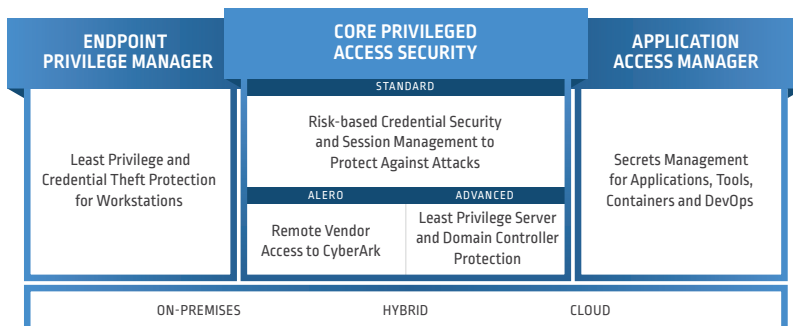 ENDPOINT
PRIVILEGE MANAGER
Least Privilege and
Credential Theft Protection
for Workstations
CORE PRIVILEGED
ACCESS SECURITY
STANDARD
Risk-based Credential Security
and Session Management to
Protect Against Attacks
ALERO
Remote Vendor
Access to CyberArk
ADVANCED
Least Privilege Server
and Domain Controller
Protection
APPLICATION
ACCESS MANAGER
Secrets Management
for Applications, Tools,
Containers and DevOps
ON-PREMISES HYBRID CLOUD